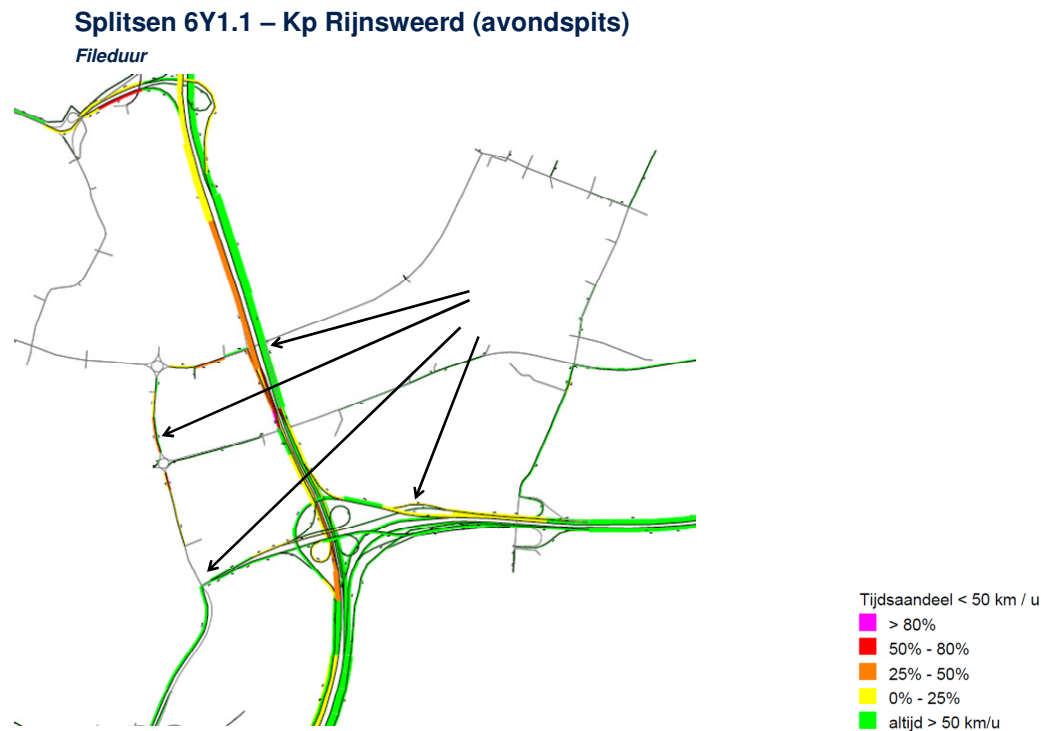 Splitsen 6Y1.1 – Kp Rijnsweerd (avondspits)
Fileduur
Tijdsaandeel < 50 km / u
> 80%
50% - 80%
25% - 50%
0% - 25%
altijd > 50 km/u